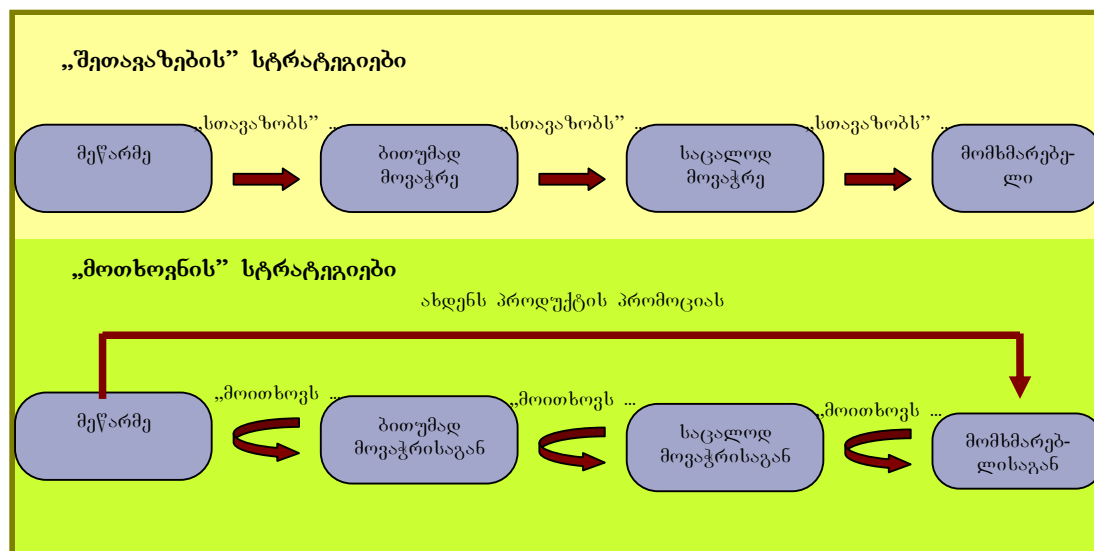 „შეთავაზების” სტრატეგიები
„სთავაზობს” ... „სთავაზობს” ... „სთავაზობს” ...
მეწარმე
ბითუმად
მოვაჭრე
საცალოდ
მოვაჭრე
მომხმარებე-
ლი
„მოთხოვნის” სტრატეგიები
ახდენს პროდუქტის პრომოციას
„მოითხოვს ... „მოითხოვს ... „მოითხოვს ...
მეწარმე
ბითუმად
მოვაჭრისაგან
საცალოდ
მოვაჭრისაგან
მომხმარებ-
ლისაგან